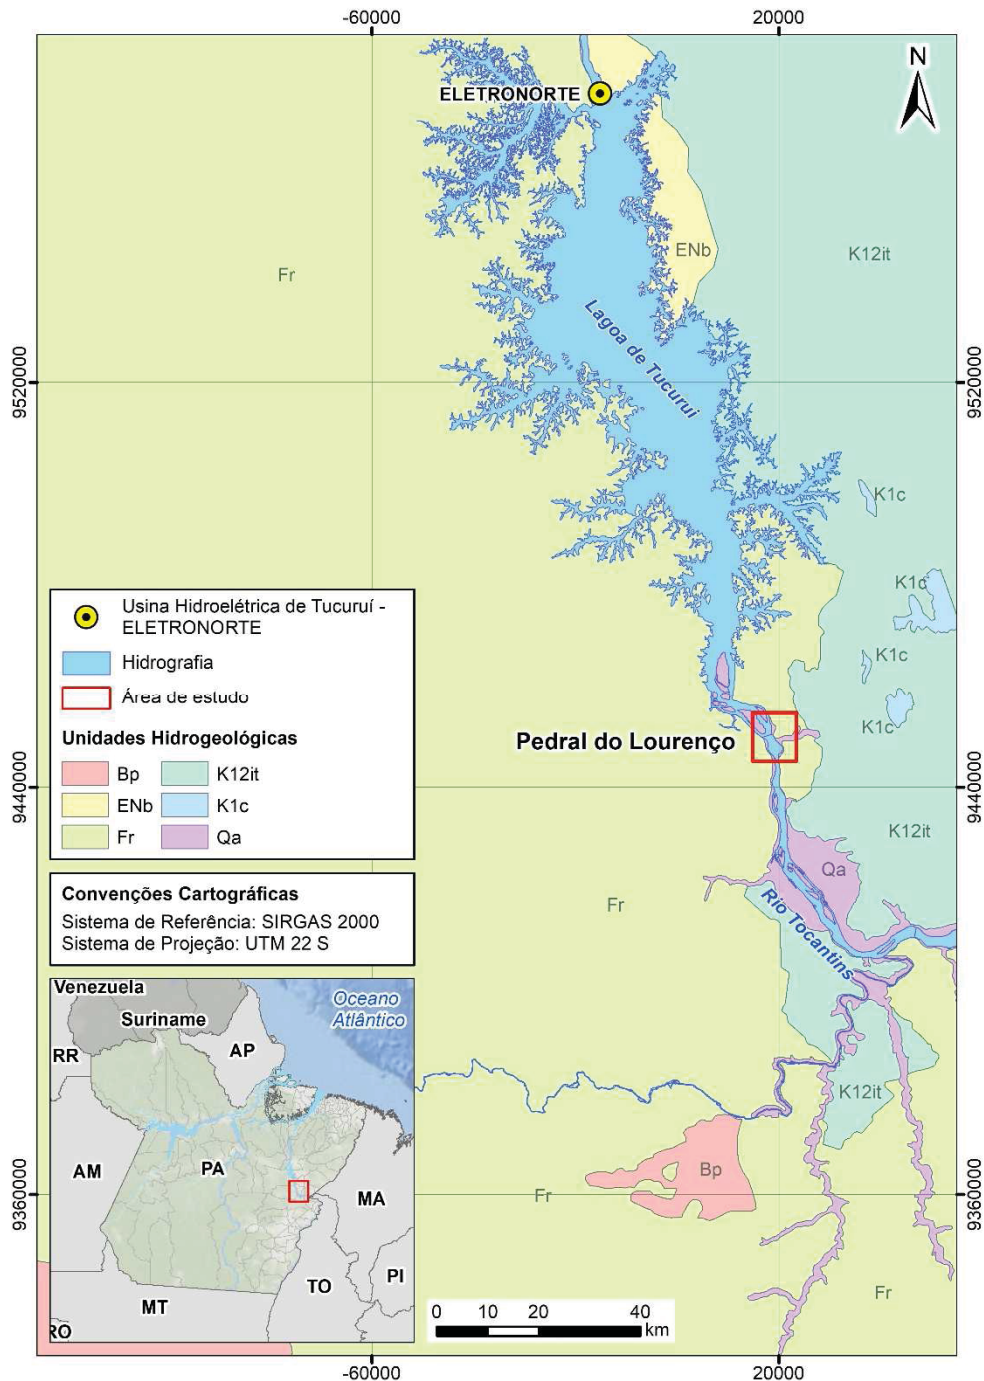 -60000
20000
N
ELETRONORTE
ENb
K12it
Fr
Lagoa de Tucurui
9520000
9520000
K1c
K1c
K1c
K1c
Usina Hidroelétrica de Tucuruí -
ELETRONORTE
Hidrografia
Área de estudo
Unidades Hidrogeológicas
Bp
K12it
ENb
K1c
Fr
Qa
Pedral do Lourenço
9440000
9440000
K12it
Qa
Fr
Rio Tocantins
Convenções Cartográficas
Sistema de Referência: SIRGAS 2000
Sistema de Projeção: UTM 22 S
Venezuela
Suriname
Oceano
Atlântico
RR
AP
AM
PA
MA
PI
TO
MT
RO
K12it
Bp
Fr
9360000
9360000
Fr
0
10
20
40
km
-60000
20000